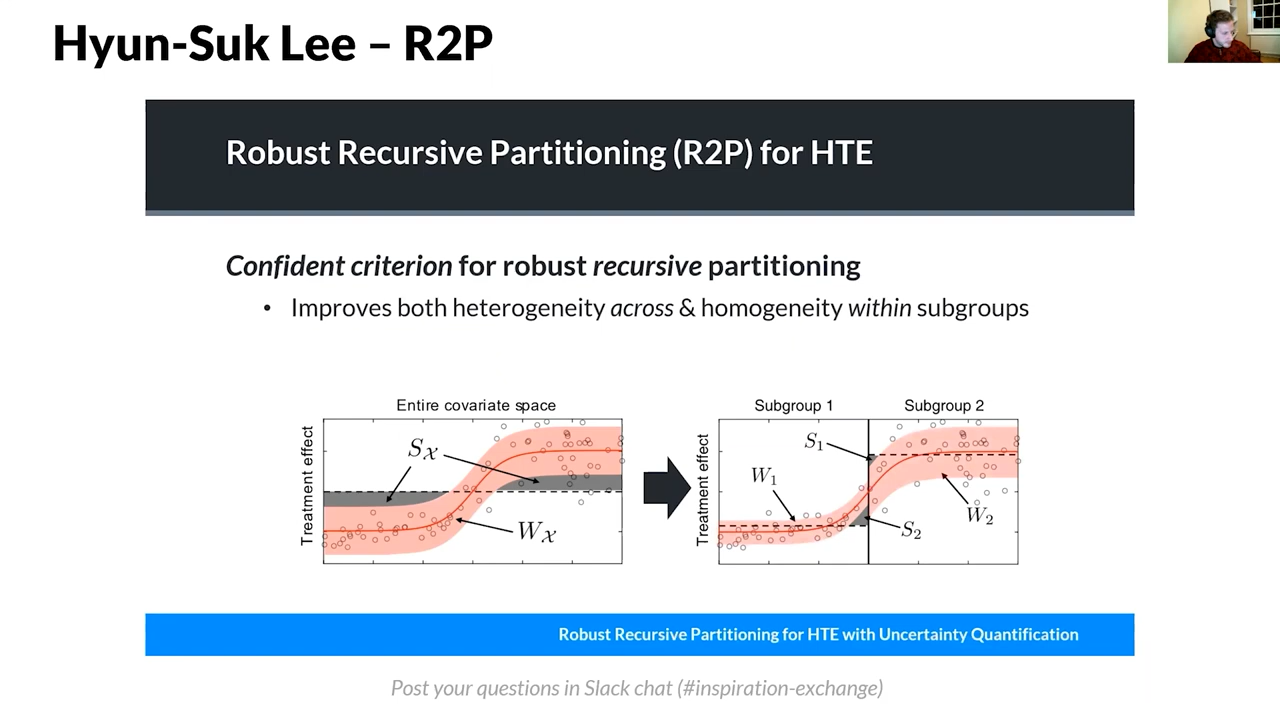 Hyun-Suk Lee – R2P
Robust Recursive Partitioning (R2P) for HTE
Confident criterion for robust recursive partitioning
• Improves both heterogeneity across & homogeneity within subgroups
Entire covariate space
Treatment effect
S𝒳
W𝒳
Subgroup 1
Subgroup 2
Treatment effect
S₁
W₁
W₂
S₂
Robust Recursive Partitioning for HTE with Uncertainty Quantification
Post your questions in Slack chat (#inspiration-exchange)